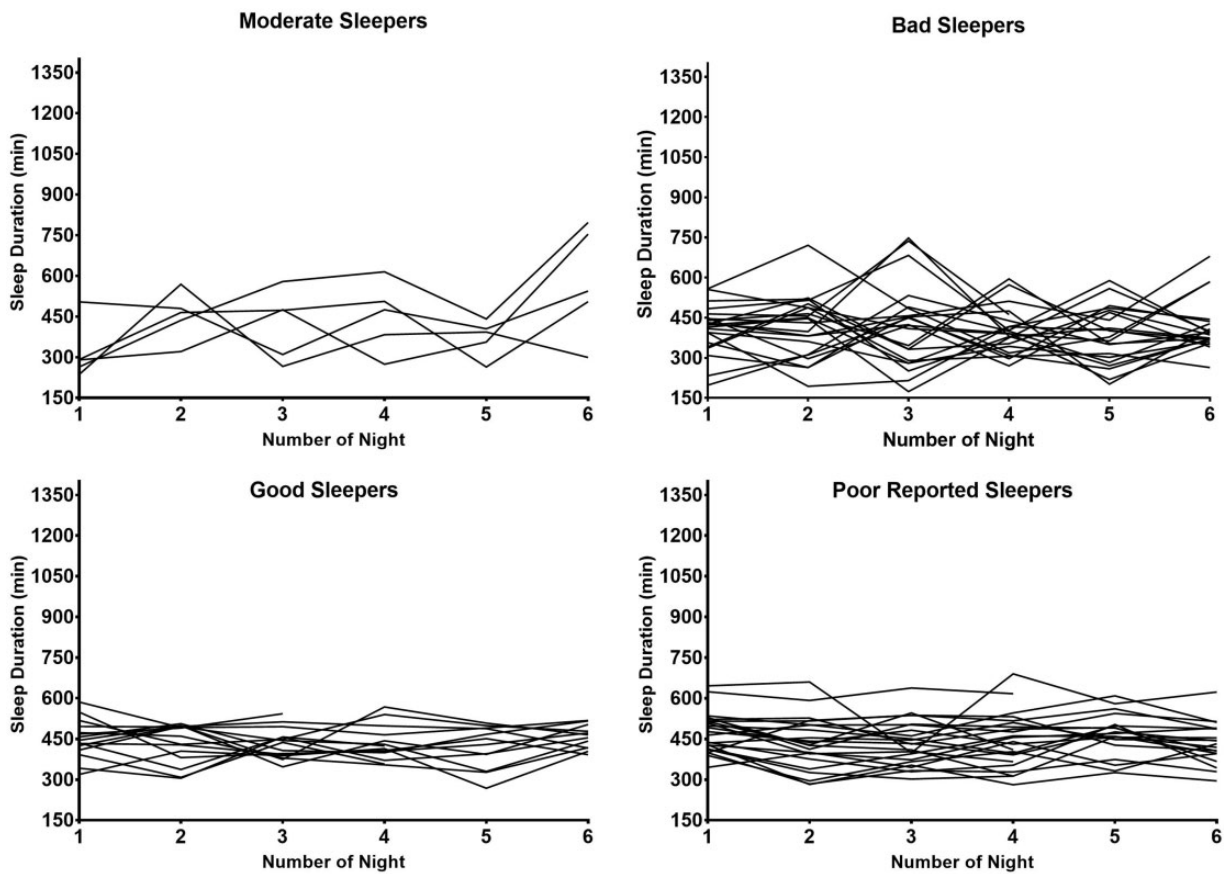 Moderate Sleepers
Sleep Duration (min)
1350
1200
1050
900
750
600
450
300
150
1 2 3 4 5 6
Number of Night
Bad Sleepers
Sleep Duration (min)
1350
1200
1050
900
750
600
450
300
150
1 2 3 4 5 6
Number of Night
Good Sleepers
Sleep Duration (min)
1350
1200
1050
900
750
600
450
300
150
1 2 3 4 5 6
Number of Night
Poor Reported Sleepers
Sleep Duration (min)
1350
1200
1050
900
750
600
450
300
150
1 2 3 4 5 6
Number of Night